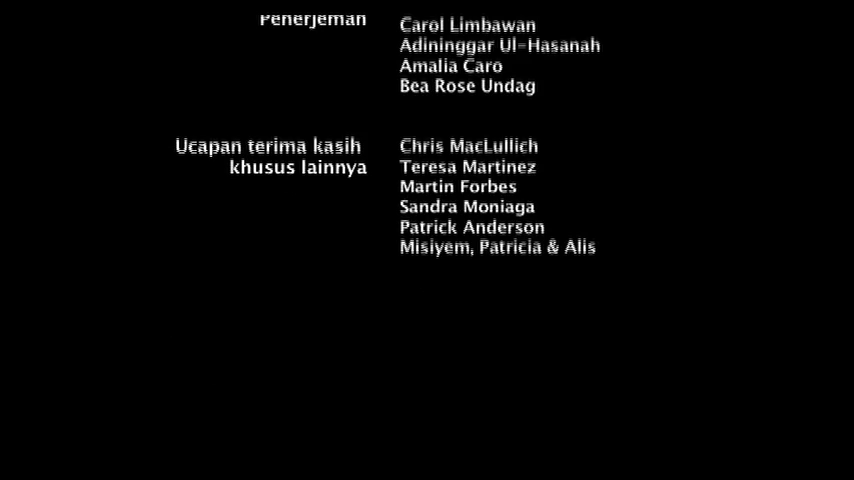 Penerjemah
Carol Limbawan
Adininggar Ul-Hasanah
Amalia Caro
Bea Rose Undag
Ucapan terima kasih
khusus lainnya
Chris MacLullich
Teresa Martinez
Martin Forbes
Sandra Moniaga
Patrick Anderson
Misiyem, Patricia & Alis